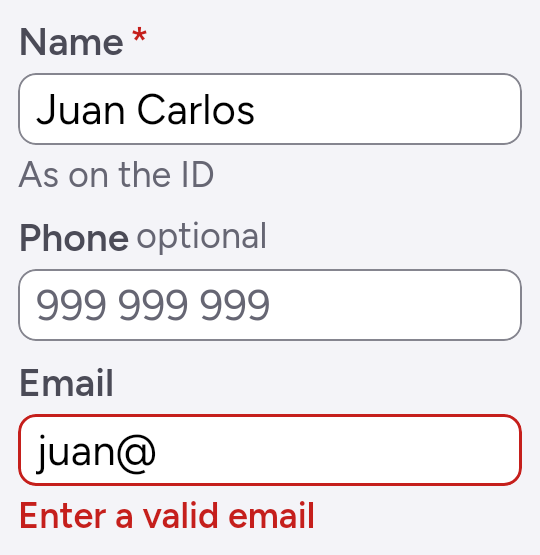 Name *
Juan Carlos
As on the ID
Phone optional
999 999 999
Email
juan@
Enter a valid email